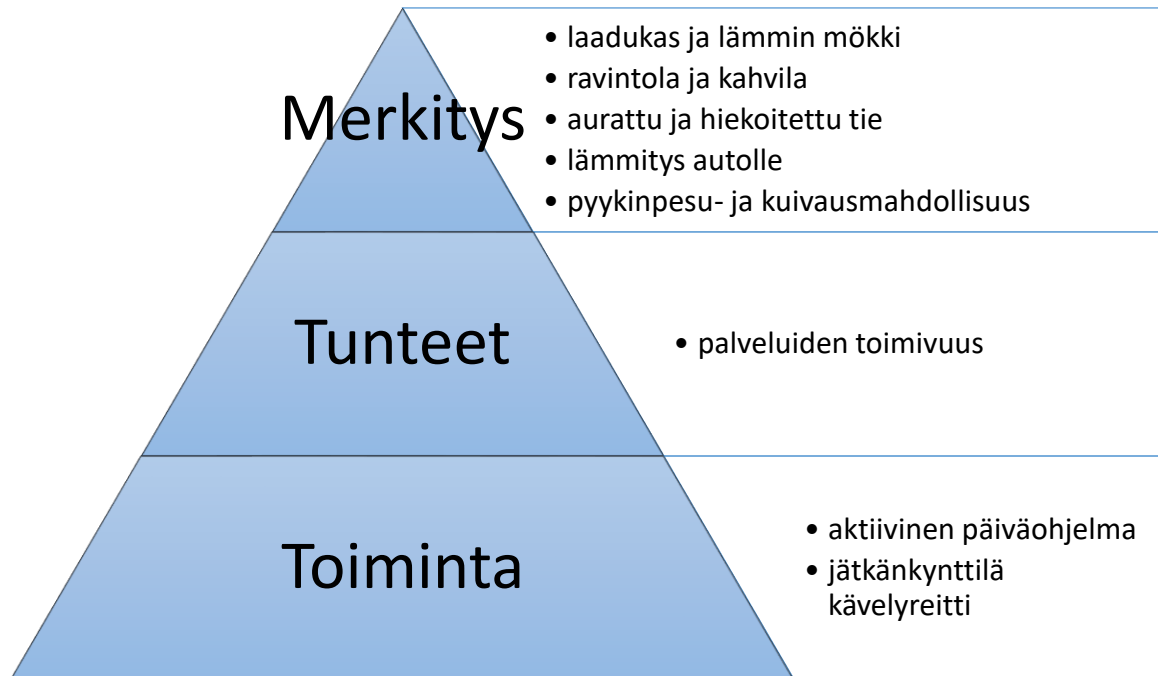 Merkitys
• laadukas ja lämmin mökki
• ravintola ja kahvila
• aurattu ja hiekoitettu tie
• lämmitys autolle
• pyykinpesu- ja kuivausmahdollisuus
Tunteet
• palveluiden toimivuus
Toiminta
• aktiivinen päiväohjelma
• jätkänkynttilä
kävelyreitti